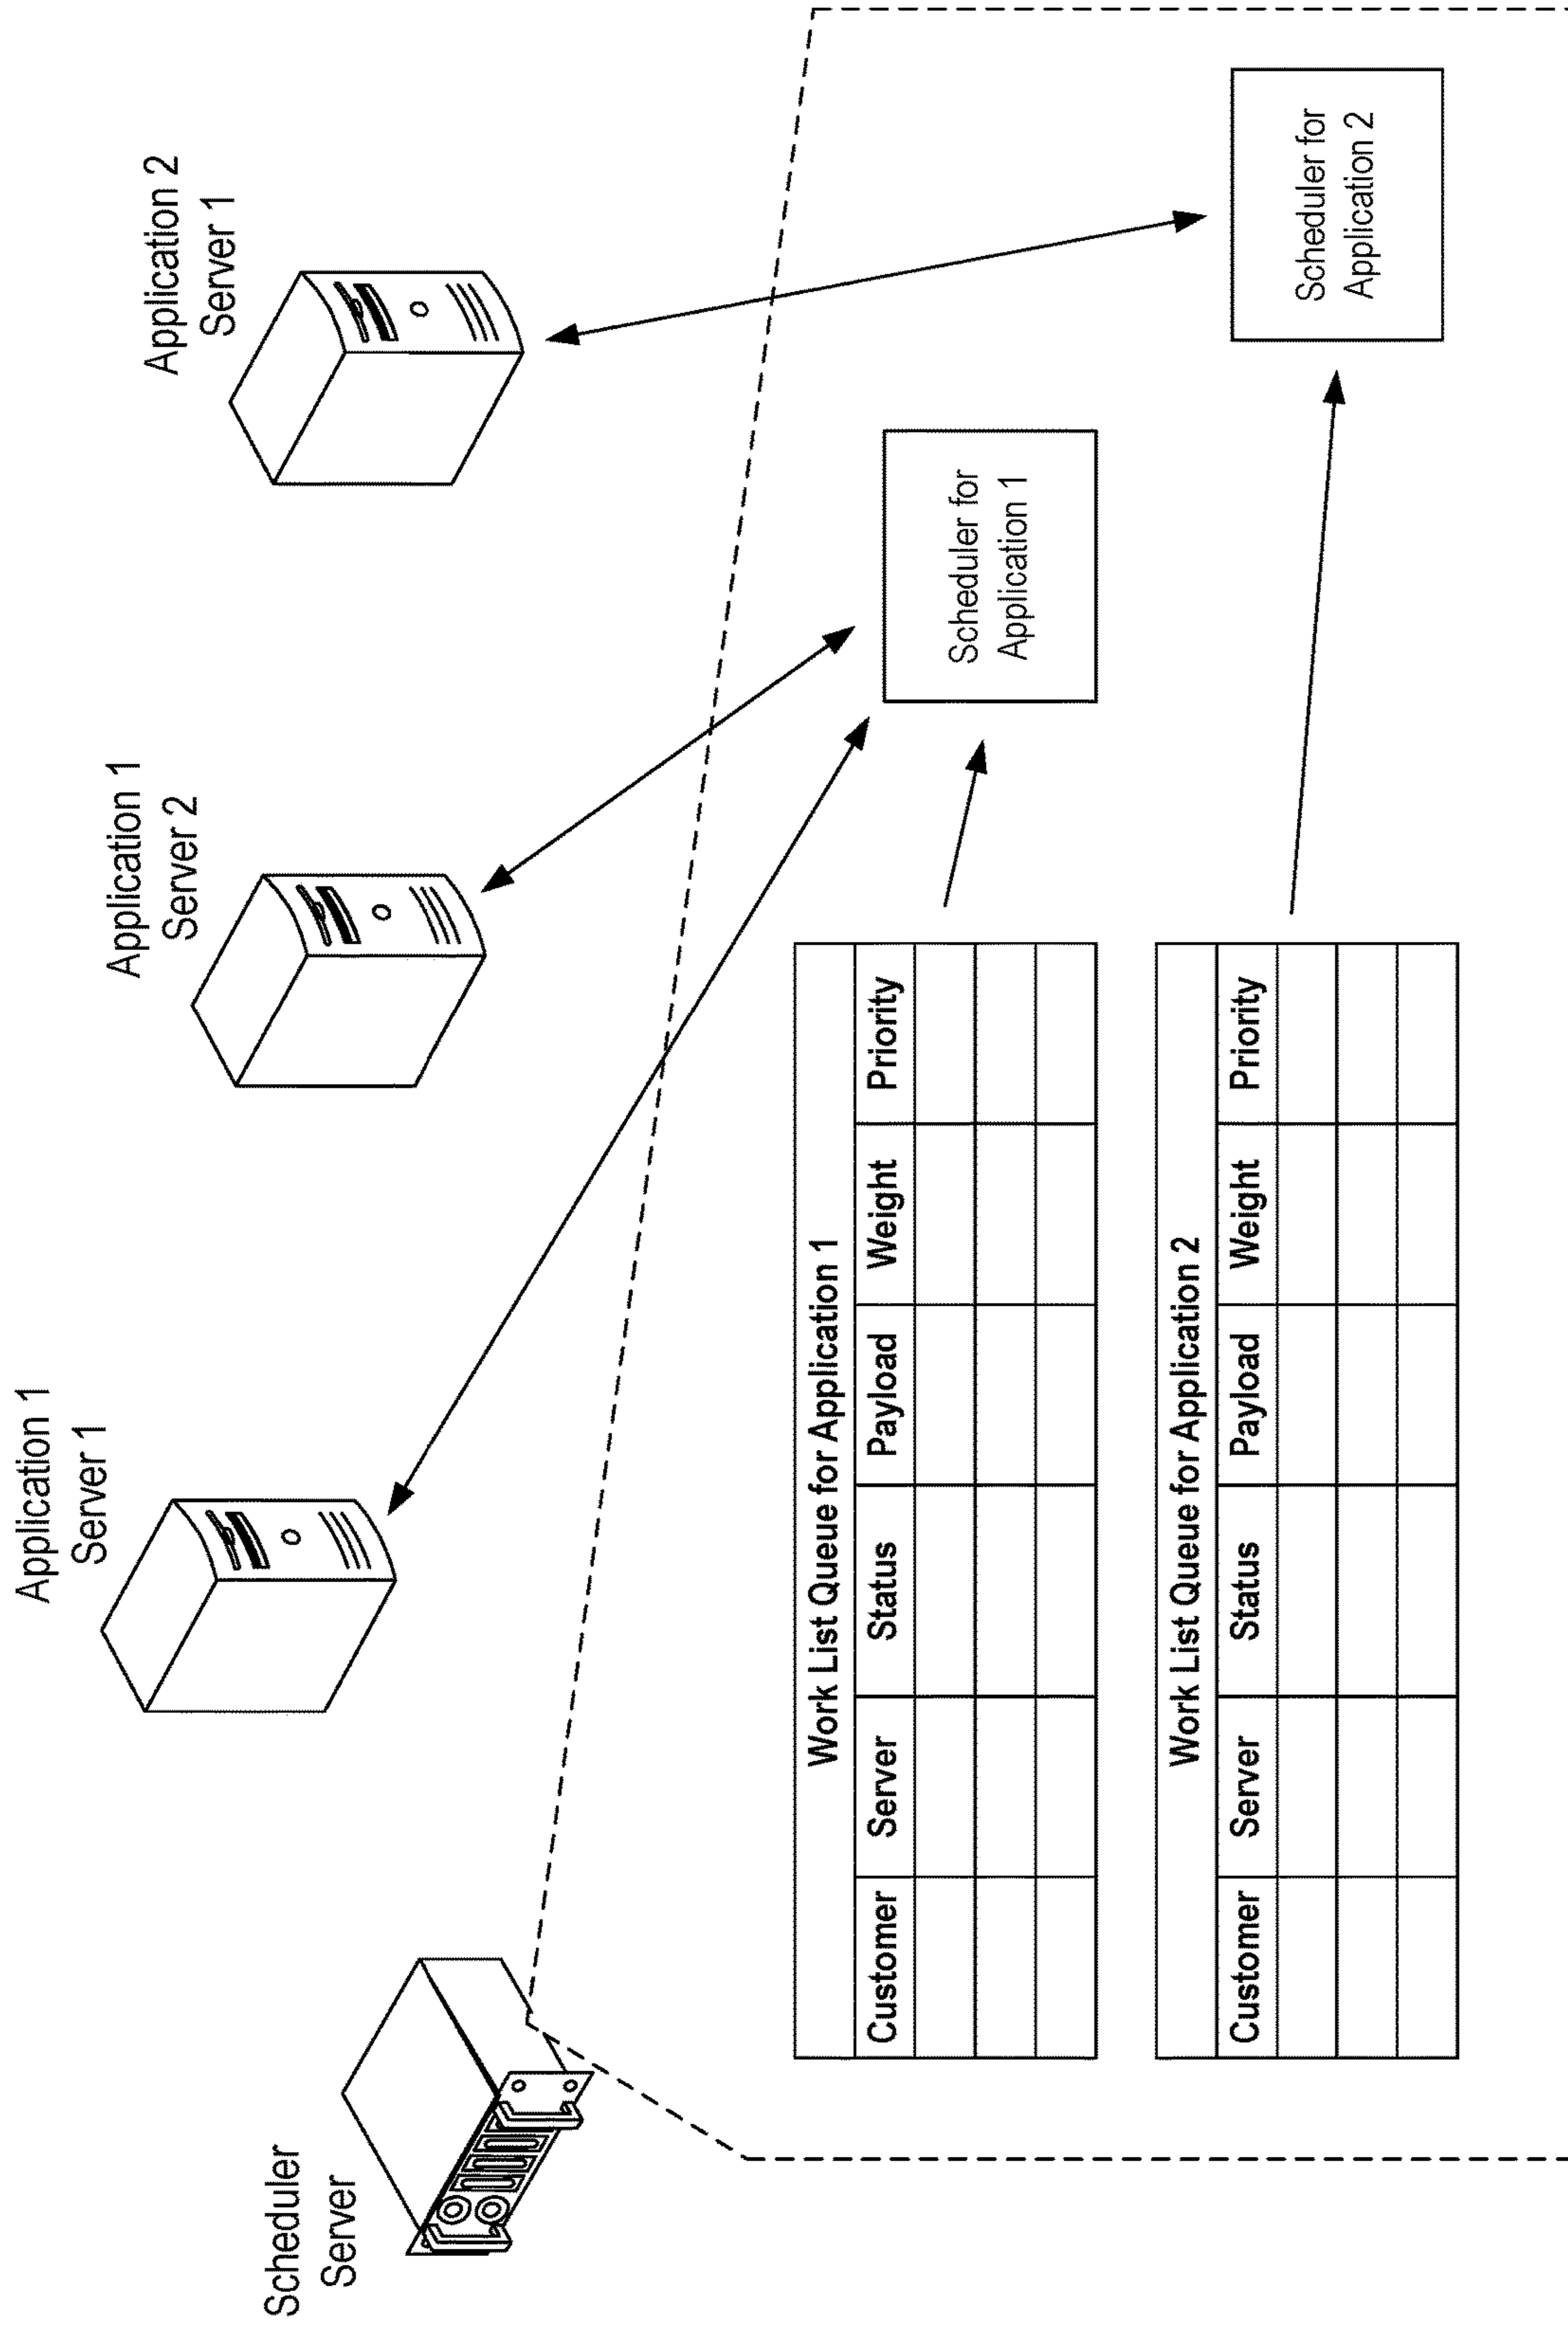 Scheduler
Server
Application 1
Server 1
Application 1
Server 2
Application 2
Server 1
Work List Queue for Application 1
Customer Server Status Payload Weight Priority
Scheduler for
Application 1
Work List Queue for Application 2
Customer Server Status Payload Weight Priority
Scheduler for
Application 2